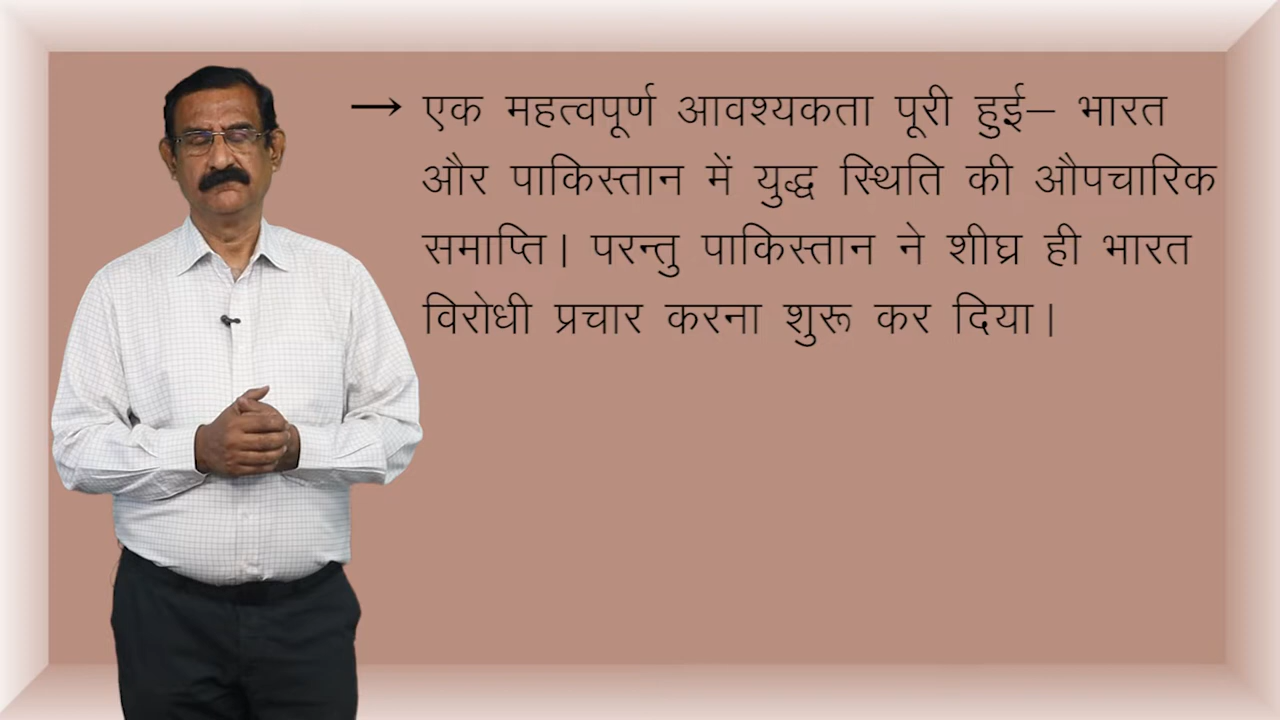 → एक महत्वपूर्ण आवश्यकता पूरी हुई– भारत
और पाकिस्तान में युद्ध स्थिति की औपचारिक
समाप्ति। परन्तु पाकिस्तान ने शीघ्र ही भारत
विरोधी प्रचार करना शुरू कर दिया।